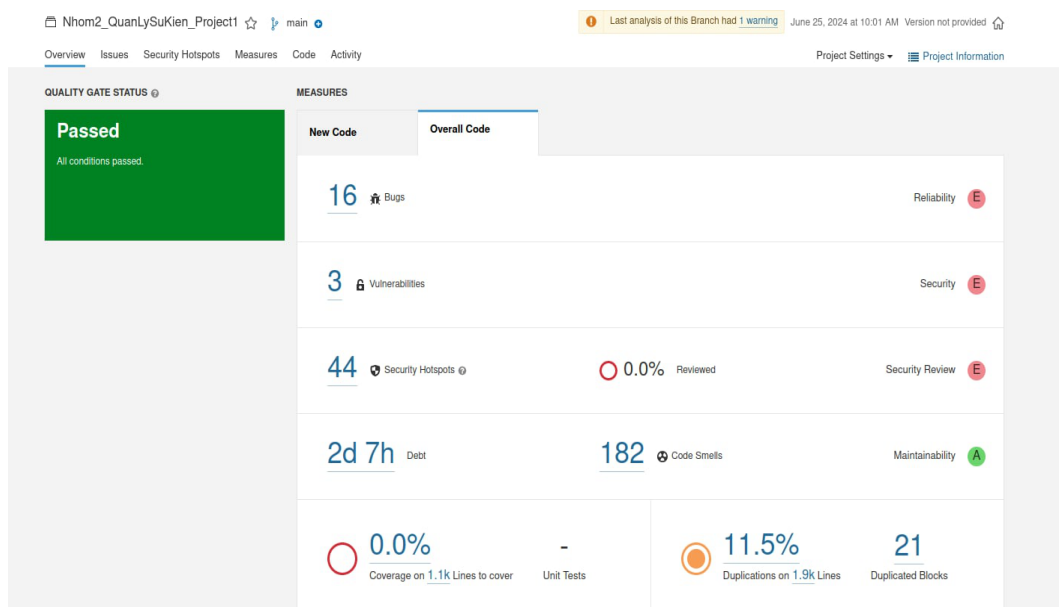 Nhom2_QuanLySuKien_Project1 main Last analysis of this Branch had 1 warning June 25, 2024 at 10:01 AM Version not provided
Overview Issues Security Hotspots Measures Code Activity Project Settings Project Information
QUALITY GATE STATUS MEASURES
Passed
All conditions passed.
New Code Overall Code
16 Bugs Reliability E
3 Vulnerabilities Security E
44 Security Hotspots 0.0% Reviewed Security Review E
2d 7h Debt 182 Code Smells Maintainability A
0.0% - 11.5% 21
Coverage on 1.1k Lines to cover Unit Tests Duplications on 1.9k Lines Duplicated Blocks